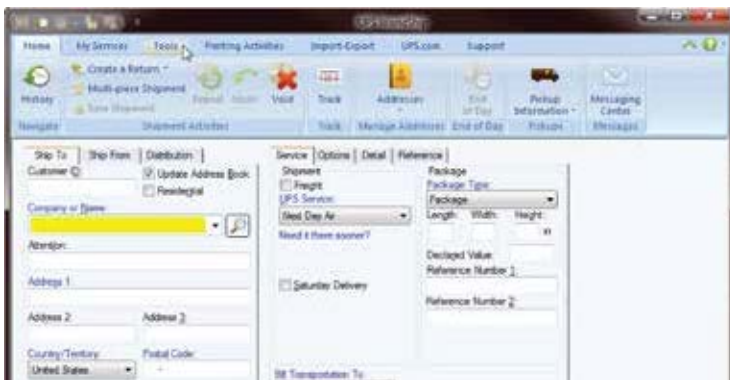 UPS WorldShip
Home My Services Tools Printing Activities Import-Export UPS.com Support
History
Create a Return
Multi-piece Shipment
Save Shipment
Repeat
Void
Track
Addresses
End of Day
Pickup Information
Messaging Center
Navigate Shipment Activities Track Manage Addresses End of Day Pickups Messages
Ship To Ship From Distribution
Customer ID:
Update Address Book
Residential
Company or Name:
Attention:
Address 1:
Address 2: Address 3:
Country/Territory: Postal Code:
United States
Service Options Detail Reference
Shipment
Freight
UPS Service:
Next Day Air
Need it there sooner?
Saturday Delivery
Bill Transportation To:
Package
Package Type:
Package
Length: Width: Height:
in
Declared Value:
Reference Number 1:
Reference Number 2: